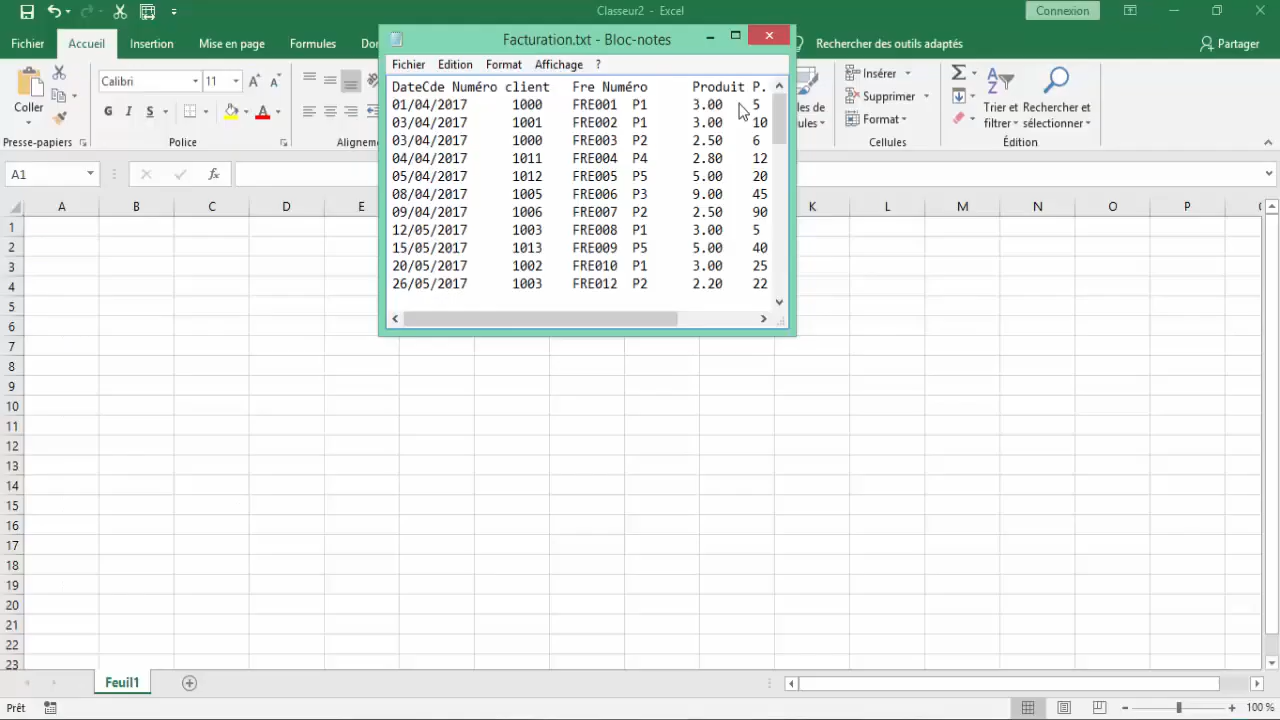 Classeur2 - Excel
Connexion
Fichier
Accueil
Insertion
Mise en page
Formules
Rechercher des outils adaptés
Partager
Coller
Calibri
11
G
I
S
Presse-papiers
Police
Insérer
Supprimer
Format
Cellules
Trier et
filtrer
Rechercher et
sélectionner
Édition
A1
fx
Facturation.txt - Bloc-notes
Fichier Edition Format Affichage ?
DateCde Numéro client Fre Numéro Produit P.
01/04/2017 1000 FRE001 P1 3.00 5
03/04/2017 1001 FRE002 P1 3.00 10
03/04/2017 1000 FRE003 P2 2.50 6
04/04/2017 1011 FRE004 P4 2.80 12
05/04/2017 1012 FRE005 P5 5.00 20
08/04/2017 1005 FRE006 P3 9.00 45
09/04/2017 1006 FRE007 P2 2.50 90
12/05/2017 1003 FRE008 P1 3.00 5
15/05/2017 1013 FRE009 P5 5.00 40
20/05/2017 1002 FRE010 P1 3.00 25
26/05/2017 1003 FRE012 P2 2.20 22
A B C D E K L M N O P
1
2
3
4
5
6
7
8
9
10
11
12
13
14
15
16
17
18
19
20
21
22
23
Feuil1
Prêt
100 %